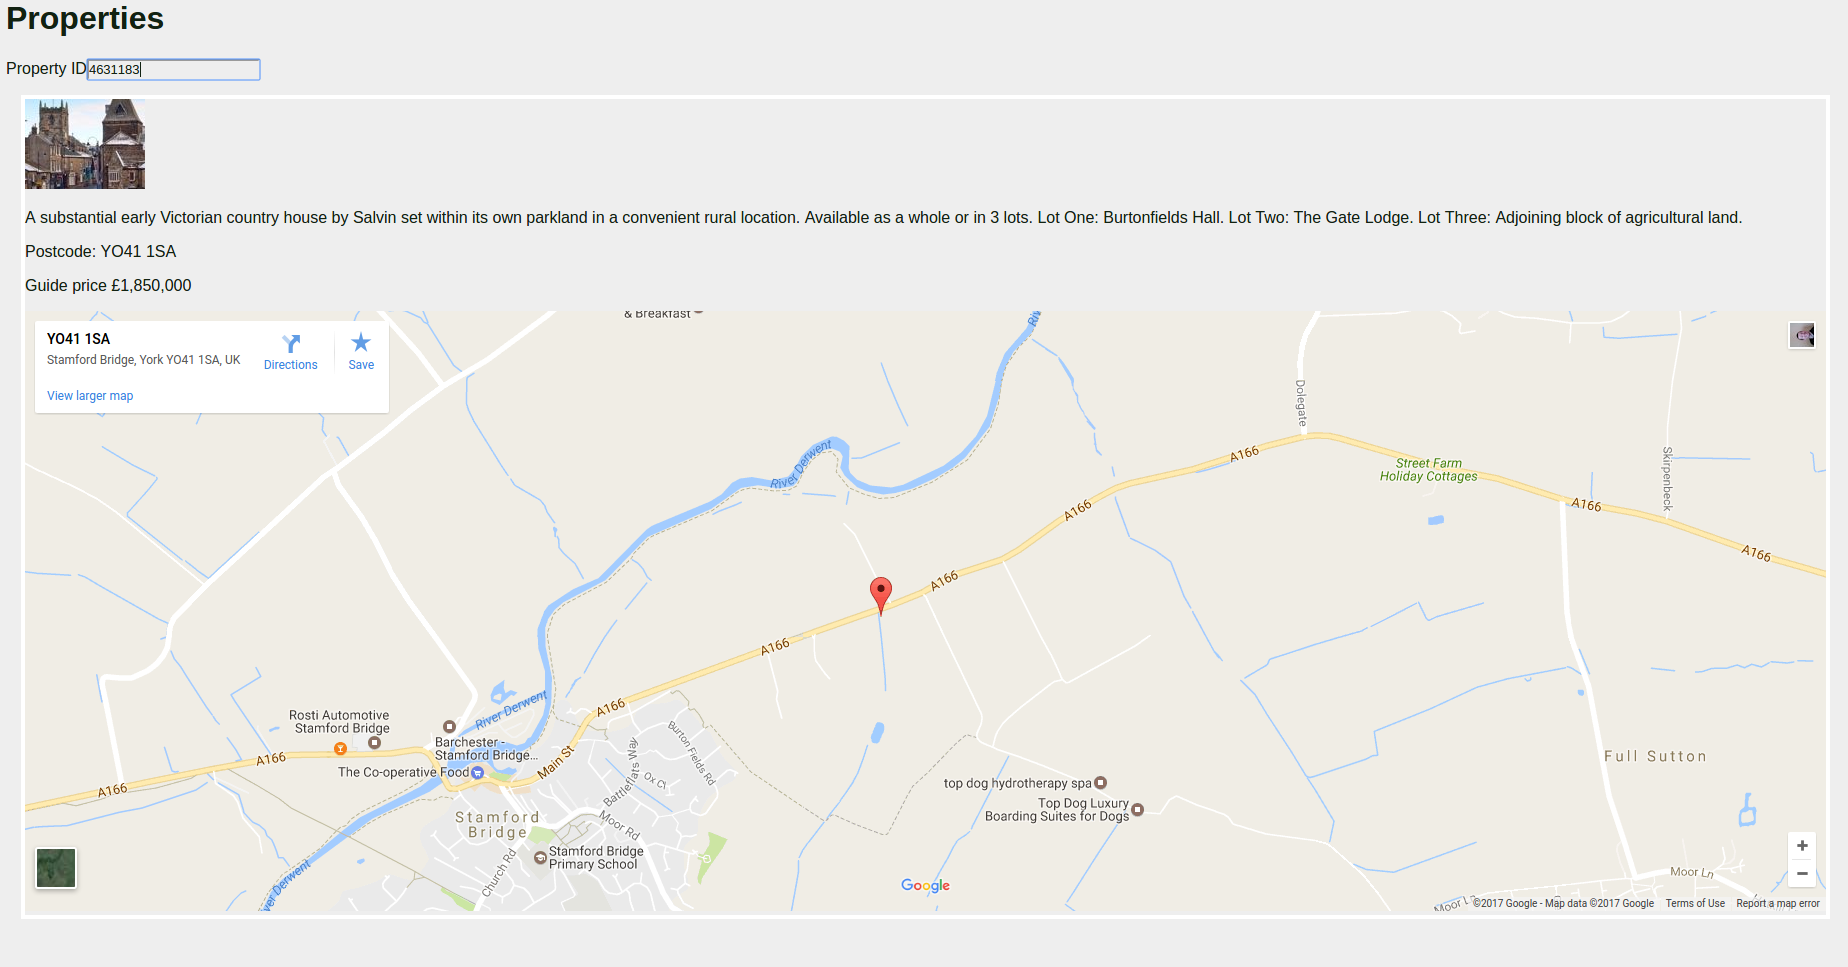 Properties
Property ID 4631183
A substantial early Victorian country house by Salvin set within its own parkland in a convenient rural location. Available as a whole or in 3 lots. Lot One: Burtonfields Hall. Lot Two: The Gate Lodge. Lot Three: Adjoining block of agricultural land.
Postcode: YO41 1SA
Guide price £1,850,000
& Breakfast
YO41 1SA
Stamford Bridge, York YO41 1SA, UK
Directions
Save
View larger map
Riv
Dolegate
River Derwent
A166
Street Farm
Holiday Cottages
Skirpenbeck
A166
A166
A166
A166
A166
River Derwent
A166
Rosti Automotive
Stamford Bridge
Barchester -
Stamford Bridge...
The Co-operative Food
Main St
Battleflats Way
Burton Fields Rd
Ox Cl
A166
A166
Full Sutton
top dog hydrotherapy spa
Top Dog Luxury
Boarding Suites for Dogs
Stamford
Bridge
Moor Rd
Stamford Bridge
Primary School
Church Rd
River Derwent
Google
+
−
Moor Ln
Moor Ln
©2017 Google - Map data ©2017 Google
Terms of Use
Report a map error